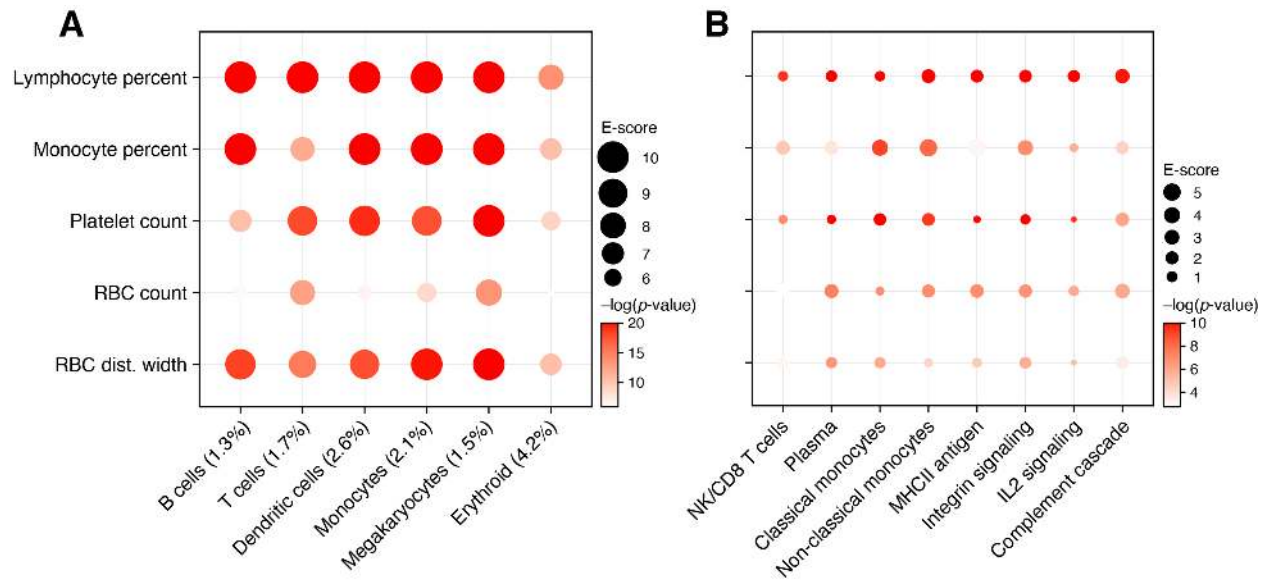 A
Lymphocyte percent
Monocyte percent
Platelet count
RBC count
RBC dist. width
B cells (1.3%)
T cells (1.7%)
Dendritic cells (2.6%)
Monocytes (2.1%)
Megakaryocytes (1.5%)
Erythroid (4.2%)
E-score
10
9
8
7
6
−log(p-value)
20
15
10
B
NK/CD8 T cells
Plasma
Classical monocytes
Non-classical monocytes
MHCII antigen
Integrin signaling
IL2 signaling
Complement cascade
E-score
5
4
3
2
1
−log(p-value)
10
8
6
4